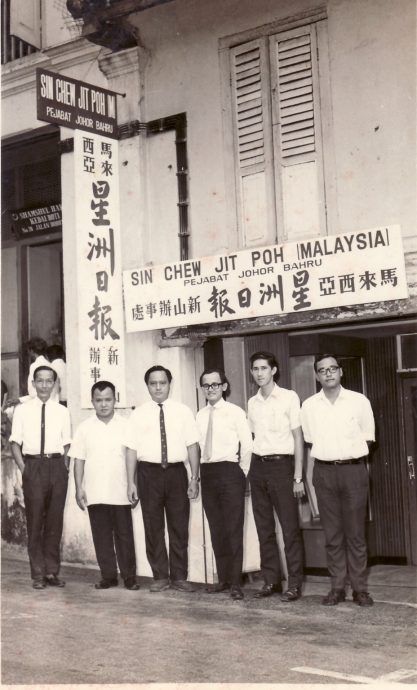 SIN CHEW JIT POH M
PEJABAT JOHOR BAHRU
馬來
西亞
星洲日報
新
辦事
KEDAI ROTI
SIN CHEW JIT POH (MALAYSIA)
PEJABAT JOHOR BAHRU
馬來西亞星洲日報新山辦事處